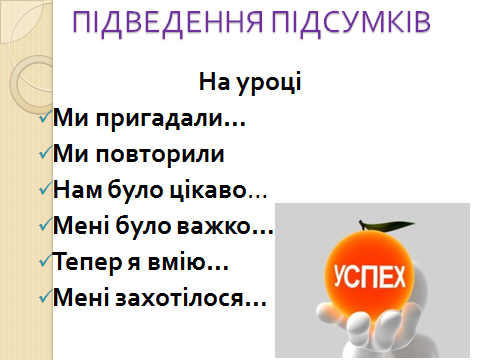 ПІДВЕДЕННЯ ПІДСУМКІВ
На уроці
Ми пригадали...
Ми повторили
Нам було цікаво...
Мені було важко...
Тепер я вмію...
Мені захотілося...
УСПЕХ